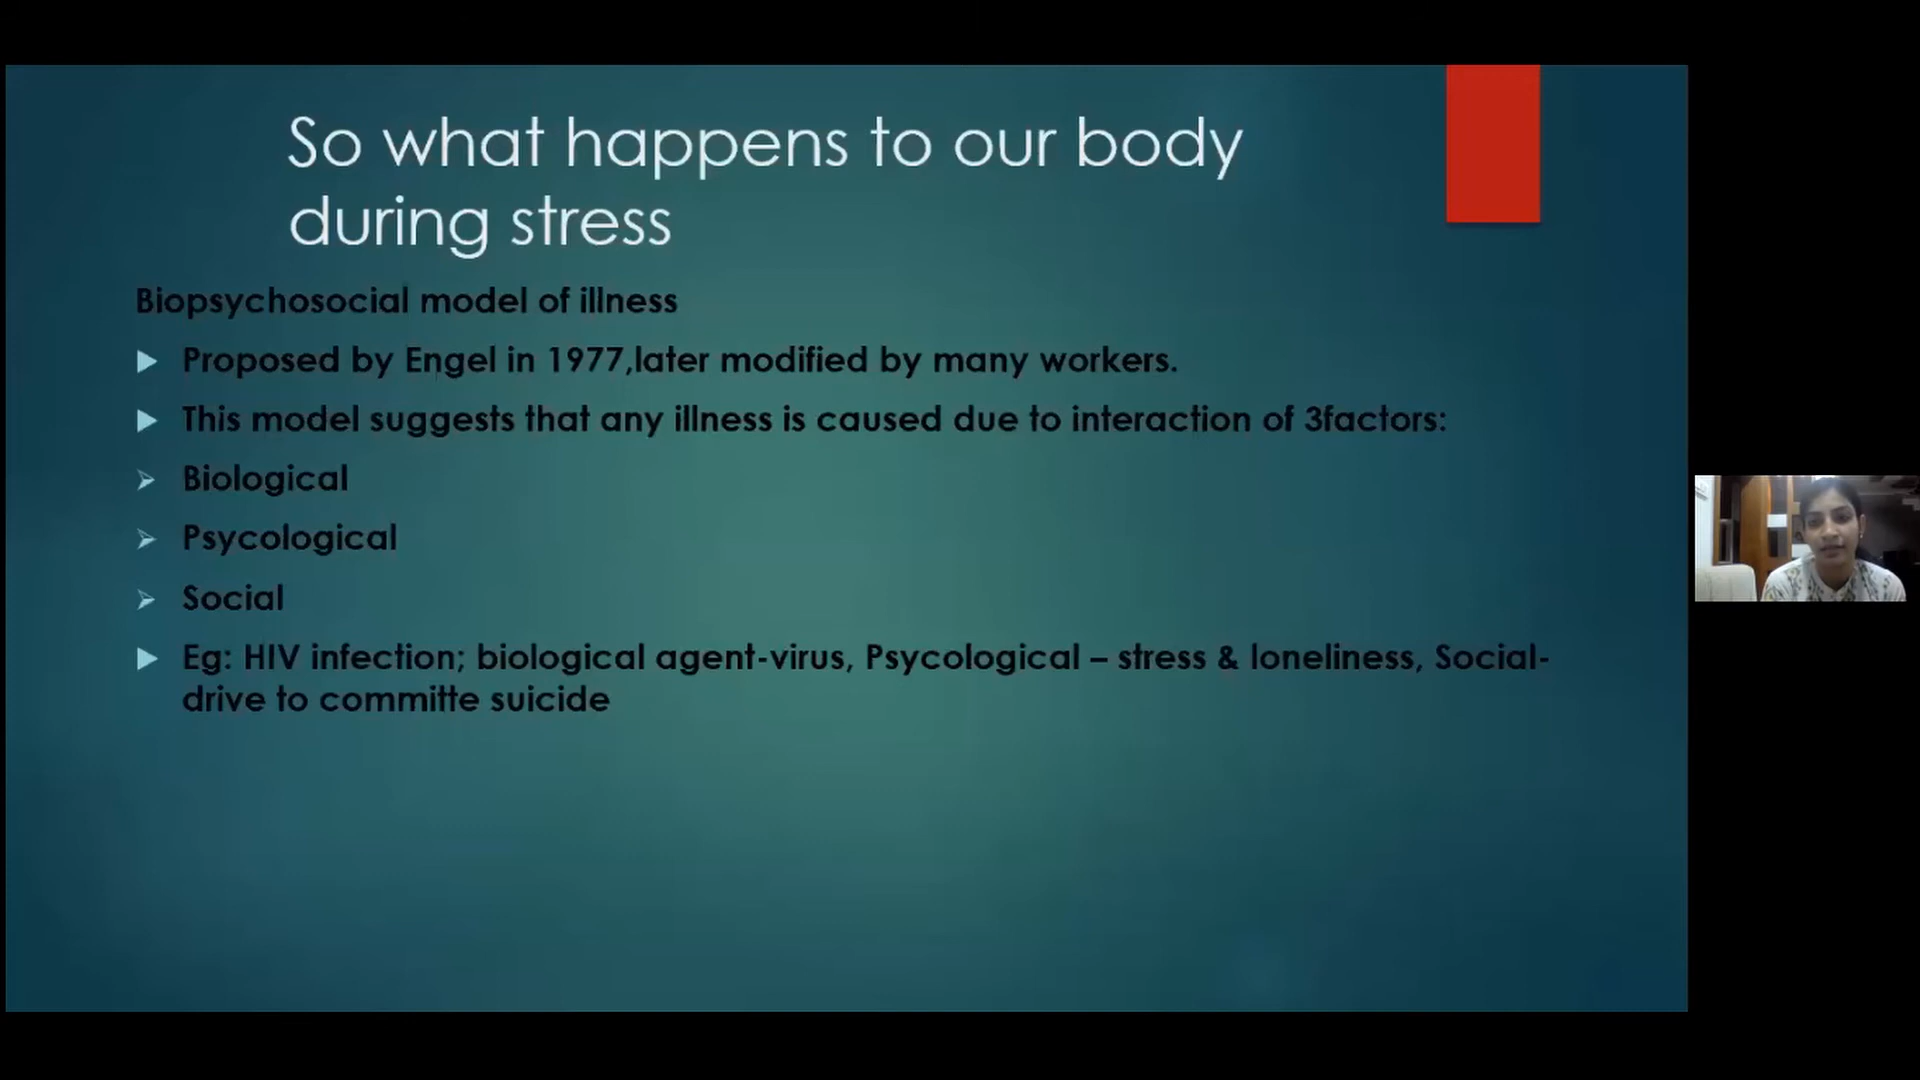 So what happens to our body
during stress
Biopsychosocial model of illness
Proposed by Engel in 1977,later modified by many workers.
This model suggests that any illness is caused due to interaction of 3factors:
Biological
Psycological
Social
Eg: HIV infection; biological agent-virus, Psycological – stress & loneliness, Social-
drive to committe suicide